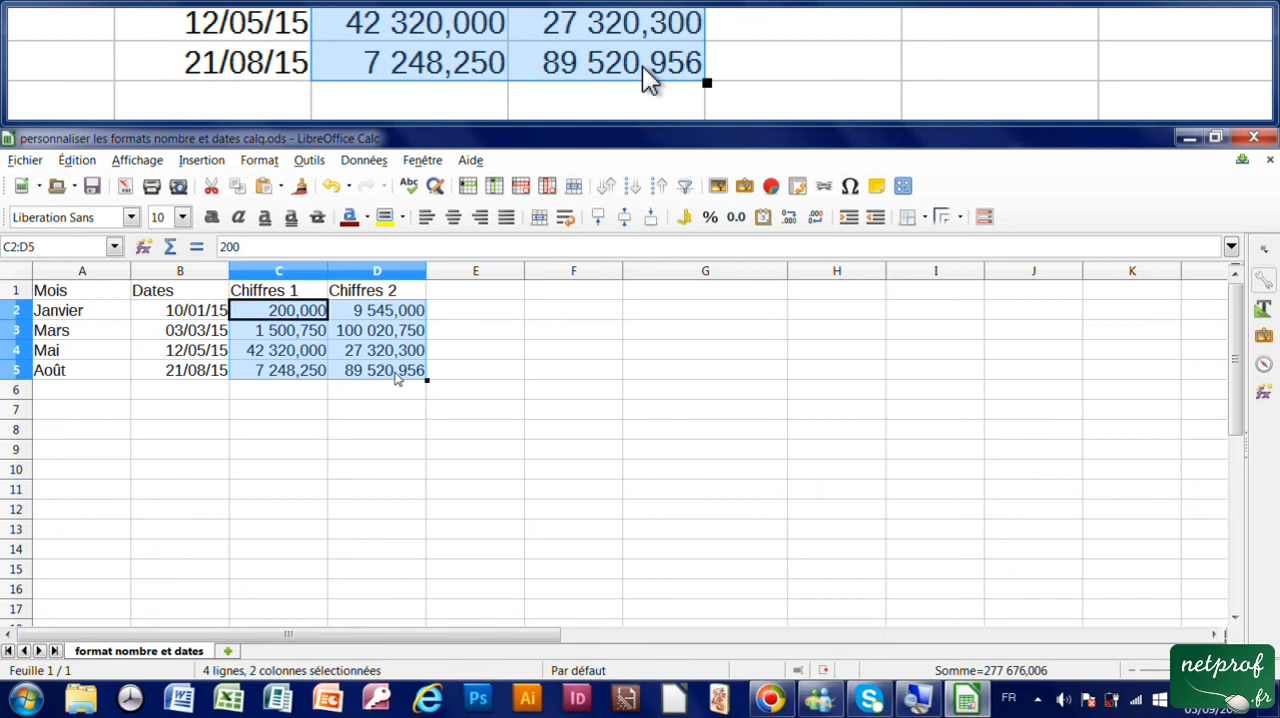 12/05/15 42 320,000 27 320,300
21/08/15 7 248,250 89 520,956
personnaliser les formats nombre et dates calq.ods - LibreOffice Calc
Fichier Édition Affichage Insertion Format Outils Données Fenêtre Aide
Liberation Sans 10
C2:D5 200
A B C D E F G H I J K
1 Mois Dates Chiffres 1 Chiffres 2
2 Janvier 10/01/15 200,000 9 545,000
3 Mars 03/03/15 1 500,750 100 020,750
4 Mai 12/05/15 42 320,000 27 320,300
5 Août 21/08/15 7 248,250 89 520,956
6
7
8
9
10
11
12
13
14
15
16
17
format nombre et dates
Feuille 1 / 1 4 lignes, 2 colonnes sélectionnées Par défaut Somme=277 676,006
netprof
.fr
FR